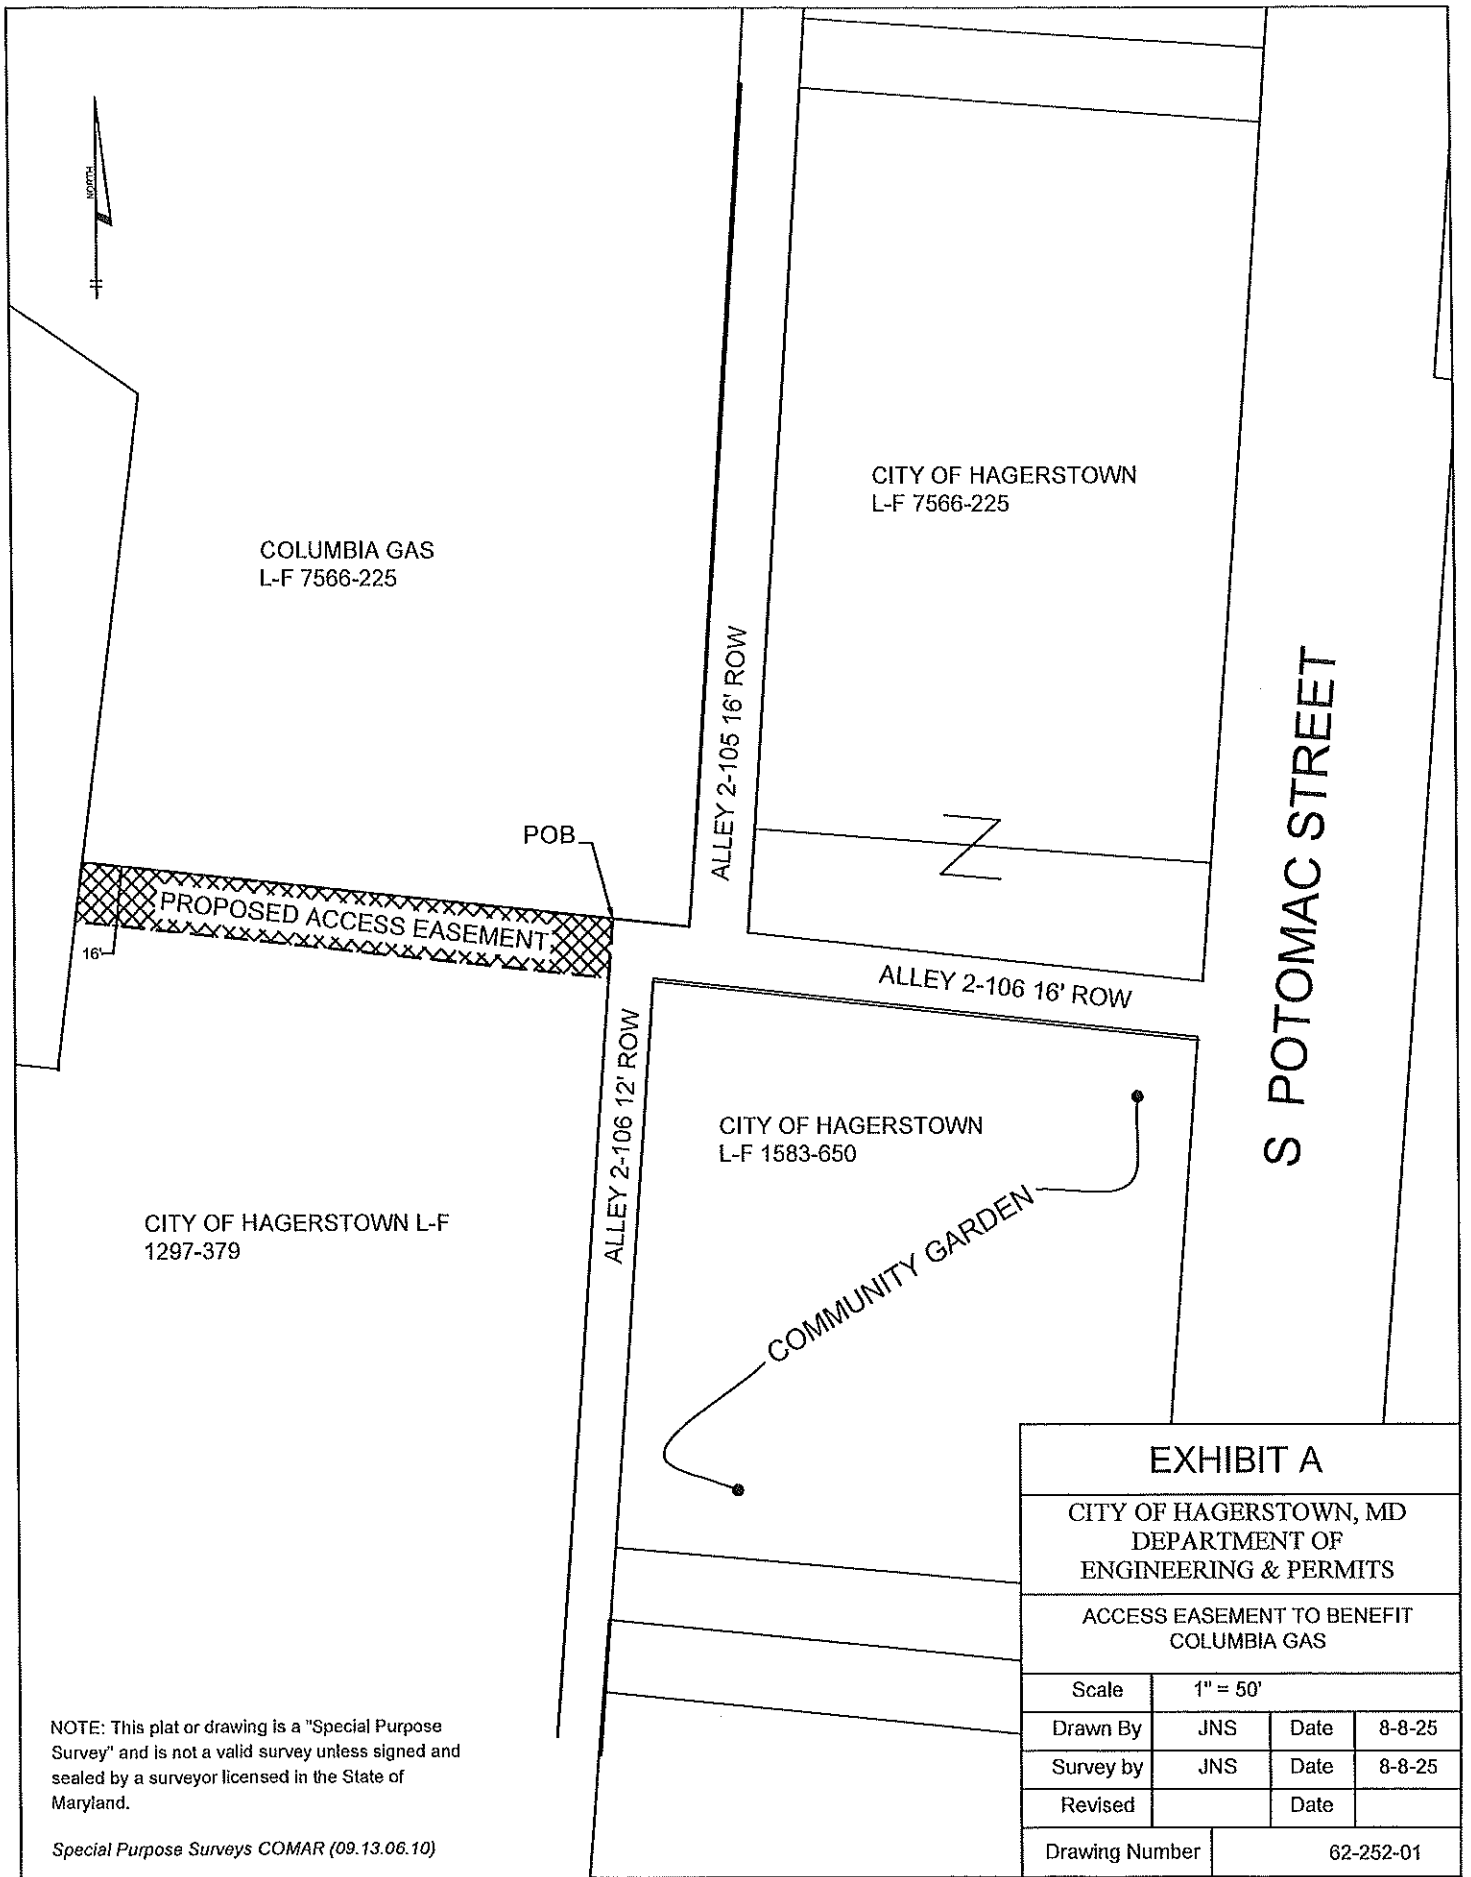 NORTH
CITY OF HAGERSTOWN
L-F 7566-225
COLUMBIA GAS
L-F 7566-225
ALLEY 2-105 16' ROW
S POTOMAC STREET
POB
PROPOSED ACCESS EASEMENT
16'
ALLEY 2-106 16' ROW
ALLEY 2-106 12' ROW
CITY OF HAGERSTOWN
L-F 1583-650
COMMUNITY GARDEN
CITY OF HAGERSTOWN L-F
1297-379
EXHIBIT A
CITY OF HAGERSTOWN, MD
DEPARTMENT OF
ENGINEERING & PERMITS
ACCESS EASEMENT TO BENEFIT
COLUMBIA GAS
Scale 1" = 50'
Drawn By JNS Date 8-8-25
Survey by JNS Date 8-8-25
Revised Date
Drawing Number 62-252-01
NOTE: This plat or drawing is a "Special Purpose
Survey" and is not a valid survey unless signed and
sealed by a surveyor licensed in the State of
Maryland.
Special Purpose Surveys COMAR (09.13.06.10)